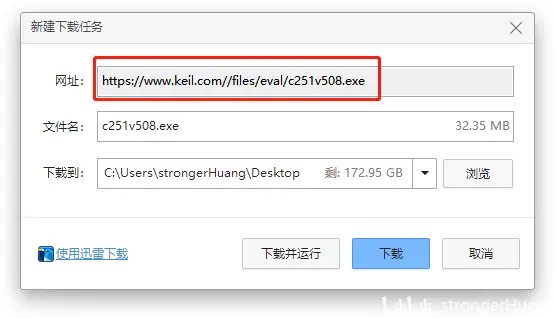 新建下载任务
网址： https://www.keil.com//files/eval/c251v508.exe
文件名： c251v508.exe 32.35 MB
下载到： C:\Users\strongerHuang\Desktop 剩: 172.95 GB 浏览
使用迅雷下载 下载并运行 下载 取消
strongerHua